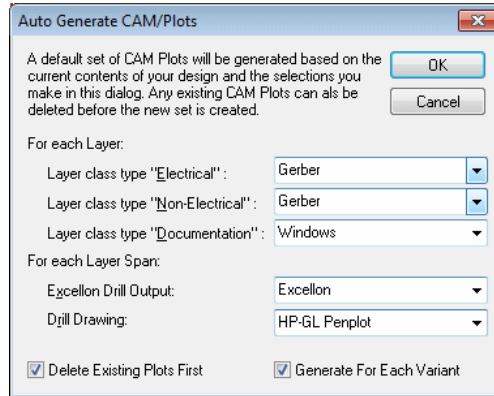 Auto Generate CAM/Plots
A default set of CAM Plots will be generated based on the
current contents of your design and the selections you
make in this dialog. Any existing CAM Plots can als be
deleted before the new set is created.
OK
Cancel
For each Layer:
Layer class type "Electrical" :
Gerber
Layer class type "Non-Electrical" :
Gerber
Layer class type "Documentation" :
Windows
For each Layer Span:
Excellon Drill Output:
Excellon
Drill Drawing:
HP-GL Penplot
Delete Existing Plots First
Generate For Each Variant